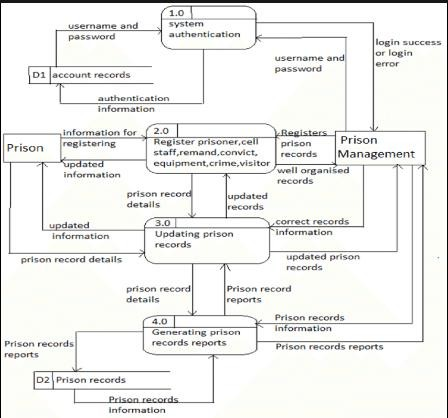 1.0
system
authentication
username and
password
D1 account records
authentication
information
username and
password
login success
or login
error
Prison
information for
registering
updated
information
2.0
Register prisoner,cell
staff,remand,convict,
equipment,crime,visitor
Registers
prison
records
well organised
records
Prison
Management
prison record
details
updated
records
updated
information
prison record details
3.0
Updating prison
records
correct records
information
updated prison
records
prison record
details
Prison record
reports
4.0
Generating prison
records reports
Prison records
information
Prison records reports
Prison records
reports
D2 Prison records
Prison records
information